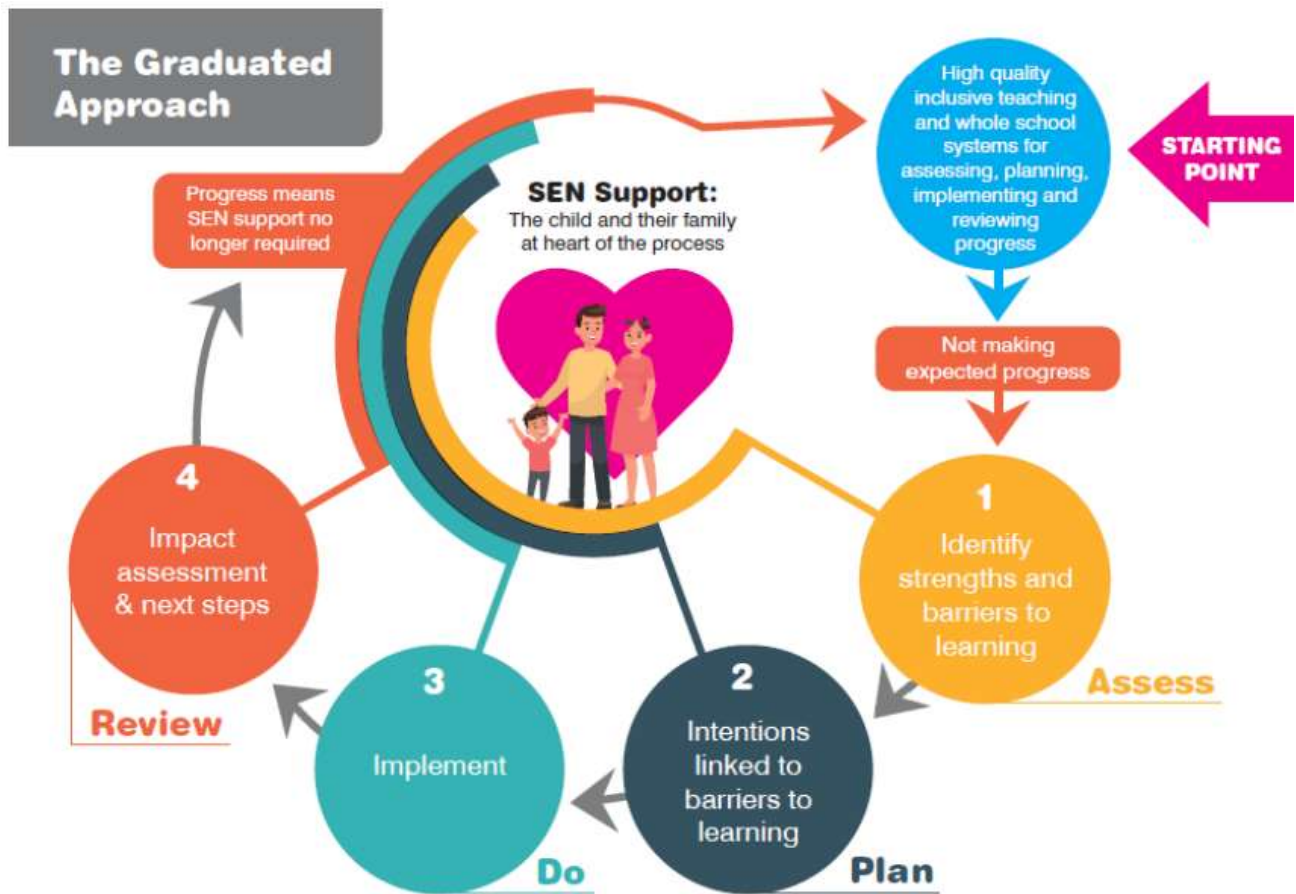 The Graduated
Approach
High quality
inclusive teaching
and whole school
systems for
assessing, planning,
implementing and
reviewing
progress
STARTING
POINT
Progress means
SEN support no
longer required
SEN Support:
The child and their family
at heart of the process
Not making
expected progress
1
Identify
strengths and
barriers to
learning
Assess
2
Intentions
linked to
barriers to
learning
Plan
3
Implement
Do
4
Impact
assessment
& next steps
Review